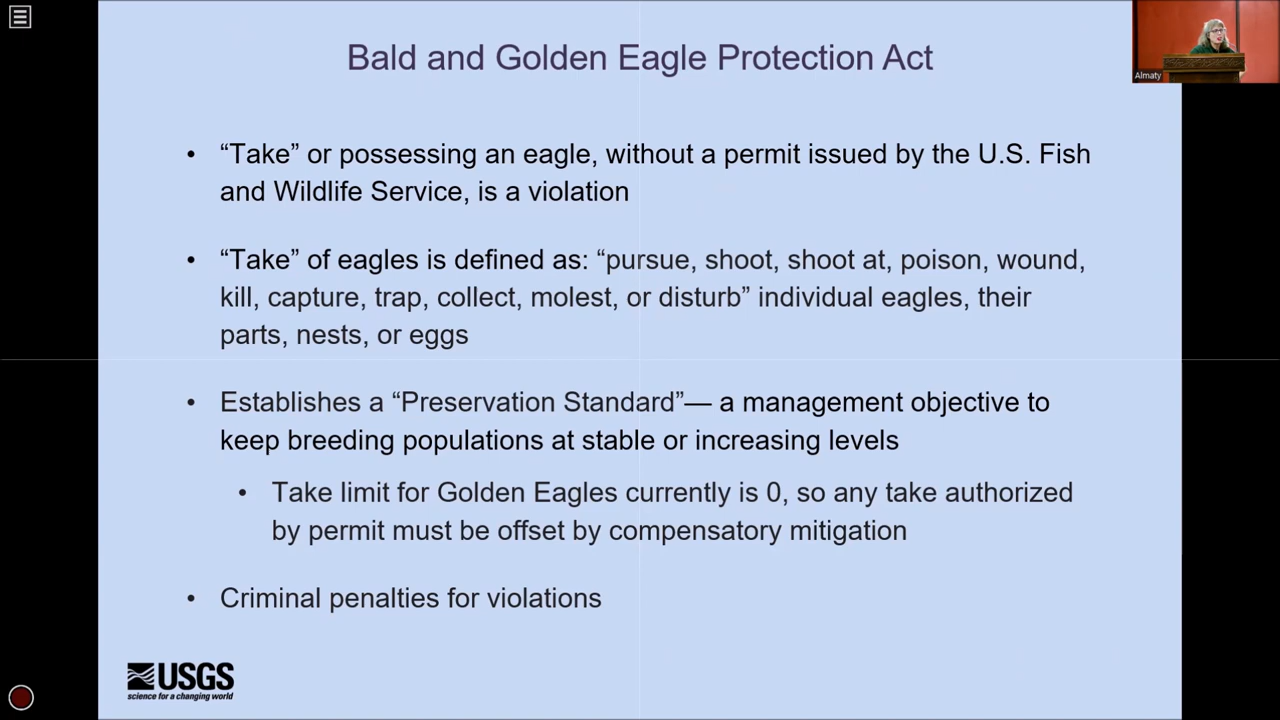 Bald and Golden Eagle Protection Act
Almaty
• “Take” or possessing an eagle, without a permit issued by the U.S. Fish
and Wildlife Service, is a violation
• “Take” of eagles is defined as: “pursue, shoot, shoot at, poison, wound,
kill, capture, trap, collect, molest, or disturb” individual eagles, their
parts, nests, or eggs
• Establishes a “Preservation Standard”— a management objective to
keep breeding populations at stable or increasing levels
• Take limit for Golden Eagles currently is 0, so any take authorized
by permit must be offset by compensatory mitigation
• Criminal penalties for violations
USGS
science for a changing world